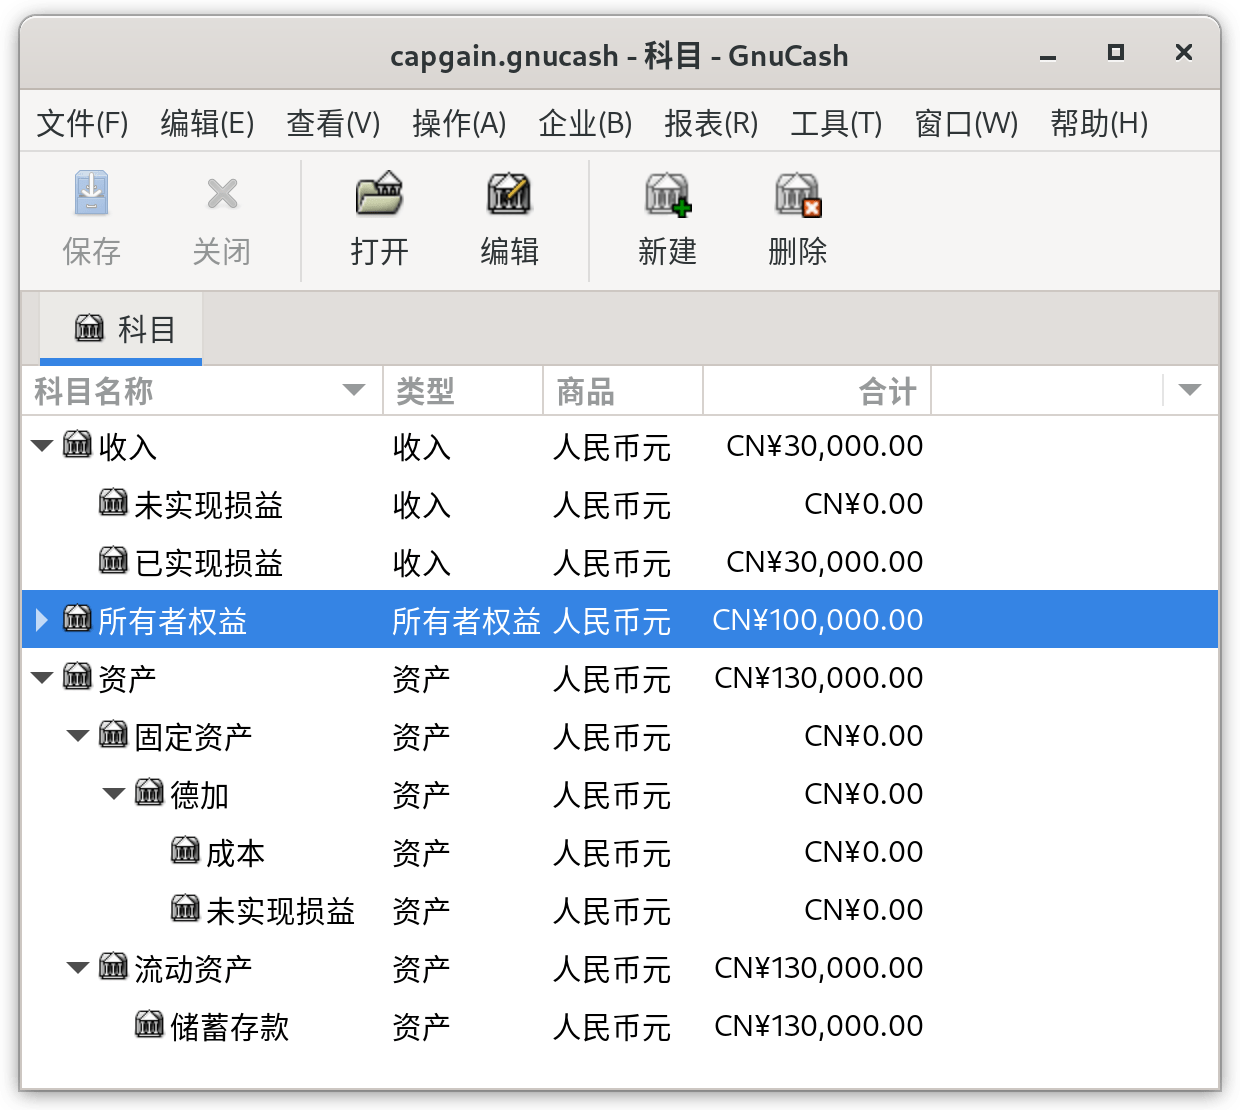 capgain.gnucash - 科目 - GnuCash
文件(F) 编辑(E) 查看(V) 操作(A) 企业(B) 报表(R) 工具(T) 窗口(W) 帮助(H)
保存 关闭 打开 编辑 新建 删除
科目
科目名称 类型 商品 合计
收入 收入 人民币元 CN¥30,000.00
未实现损益 收入 人民币元 CN¥0.00
已实现损益 收入 人民币元 CN¥30,000.00
所有者权益 所有者权益 人民币元 CN¥100,000.00
资产 资产 人民币元 CN¥130,000.00
固定资产 资产 人民币元 CN¥0.00
德加 资产 人民币元 CN¥0.00
成本 资产 人民币元 CN¥0.00
未实现损益 资产 人民币元 CN¥0.00
流动资产 资产 人民币元 CN¥130,000.00
储蓄存款 资产 人民币元 CN¥130,000.00